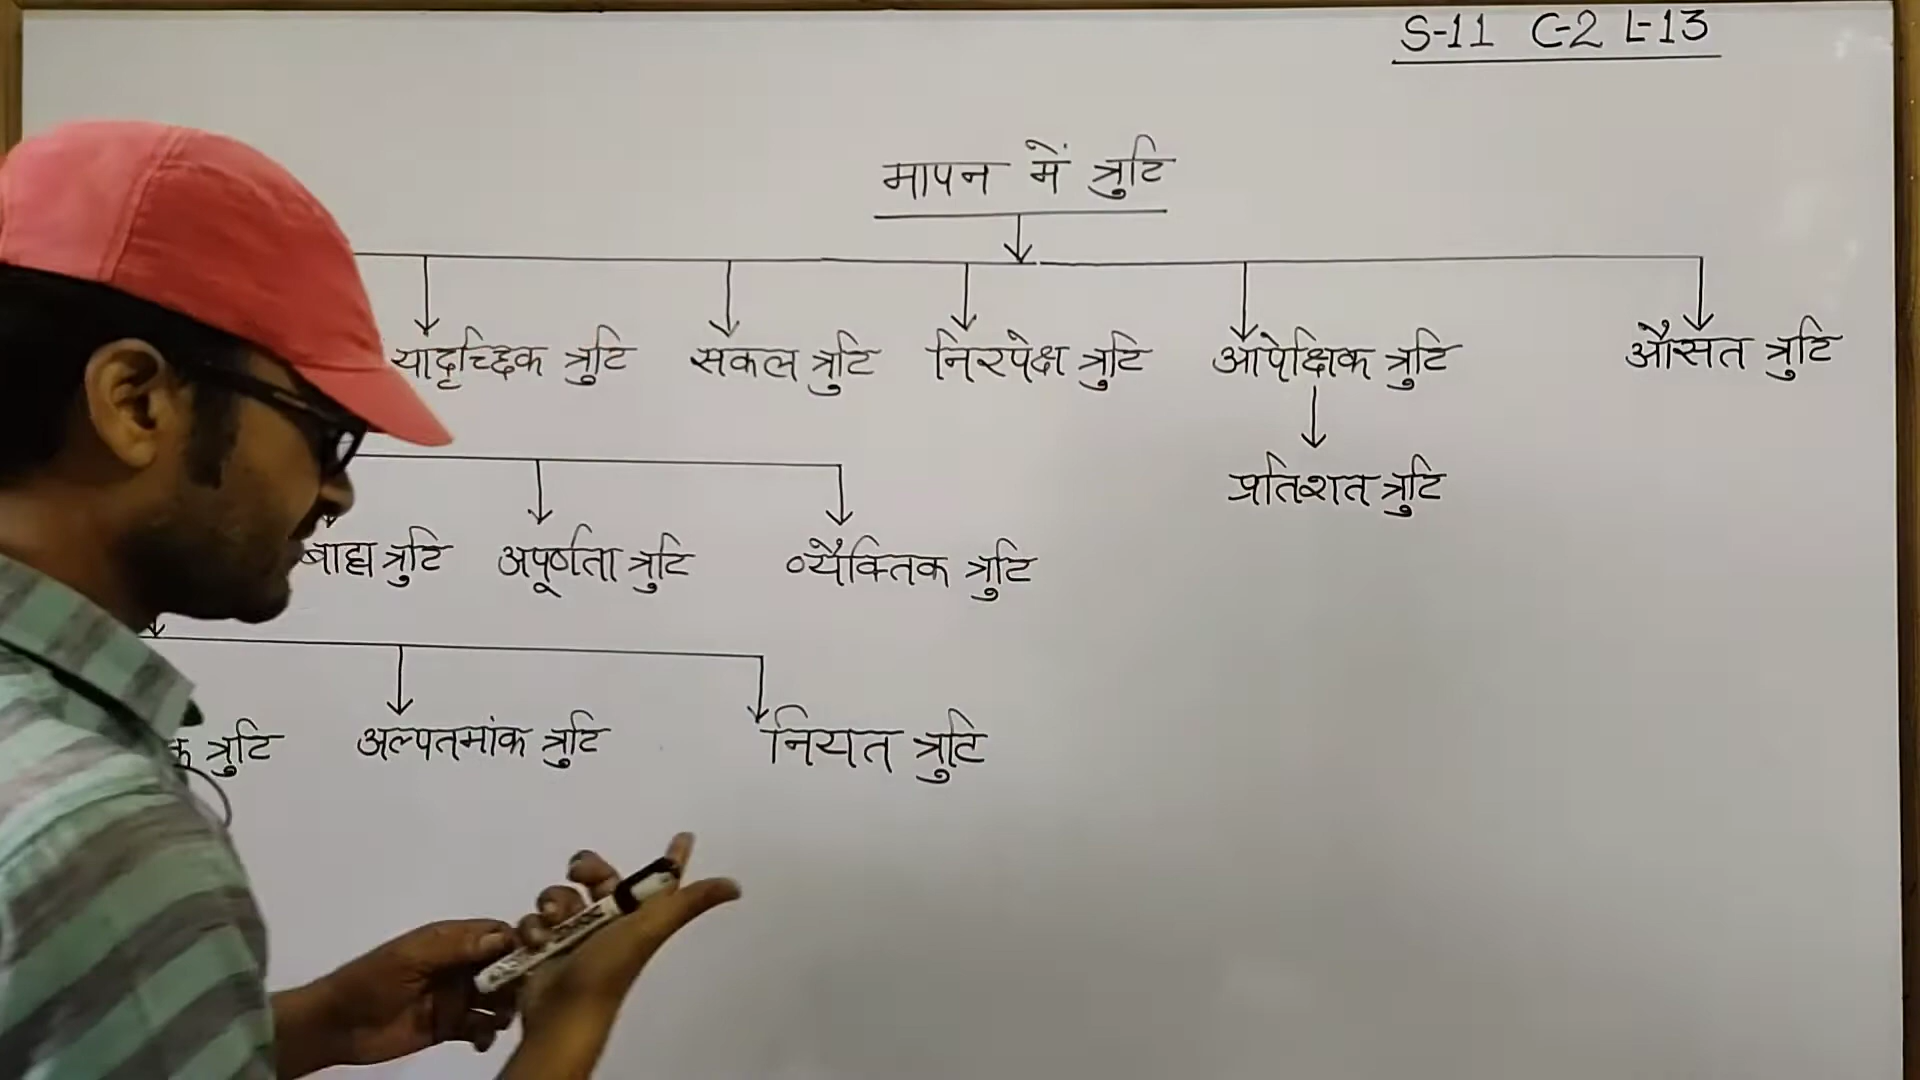 S-11 C-2 L-13
मापन में त्रुटि
यादृच्छिक त्रुटि सकल त्रुटि निरपेक्ष त्रुटि आपेक्षिक त्रुटि औसत त्रुटि
प्रतिशत त्रुटि
बाह्य त्रुटि अपूर्णता त्रुटि व्यैक्तिक त्रुटि
त्रुटि अल्पतमांक त्रुटि नियत त्रुटि